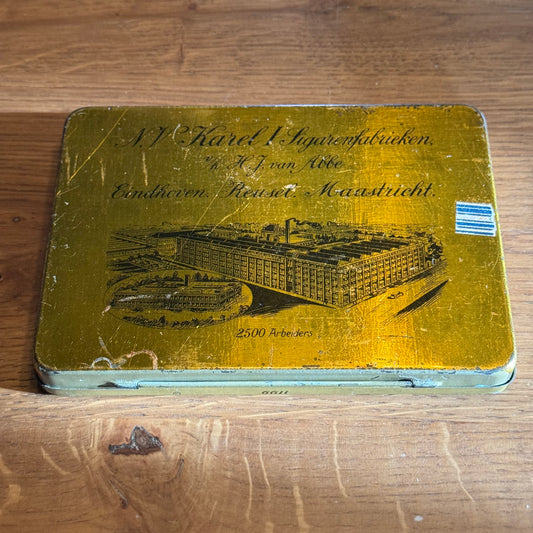 N.V. Karel I Sigarenfabrieken.
v/h H.J. van Abbe
Eindhoven. Reusel. Maastricht.
2500 Arbeiders